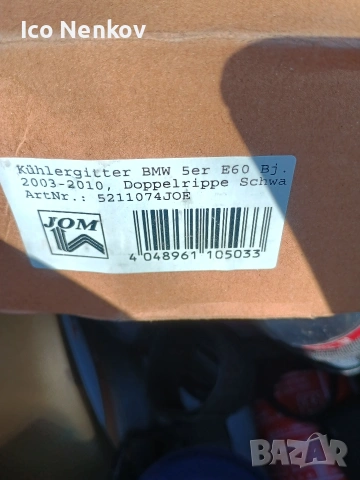 Ico Nenkov
Kühlergitter BMW 5er E60 Bj.
2003-2010, Doppelrippe Schwa
ArtNr.: 5211074JOE
JOM
4 048961 105033
BAZAR